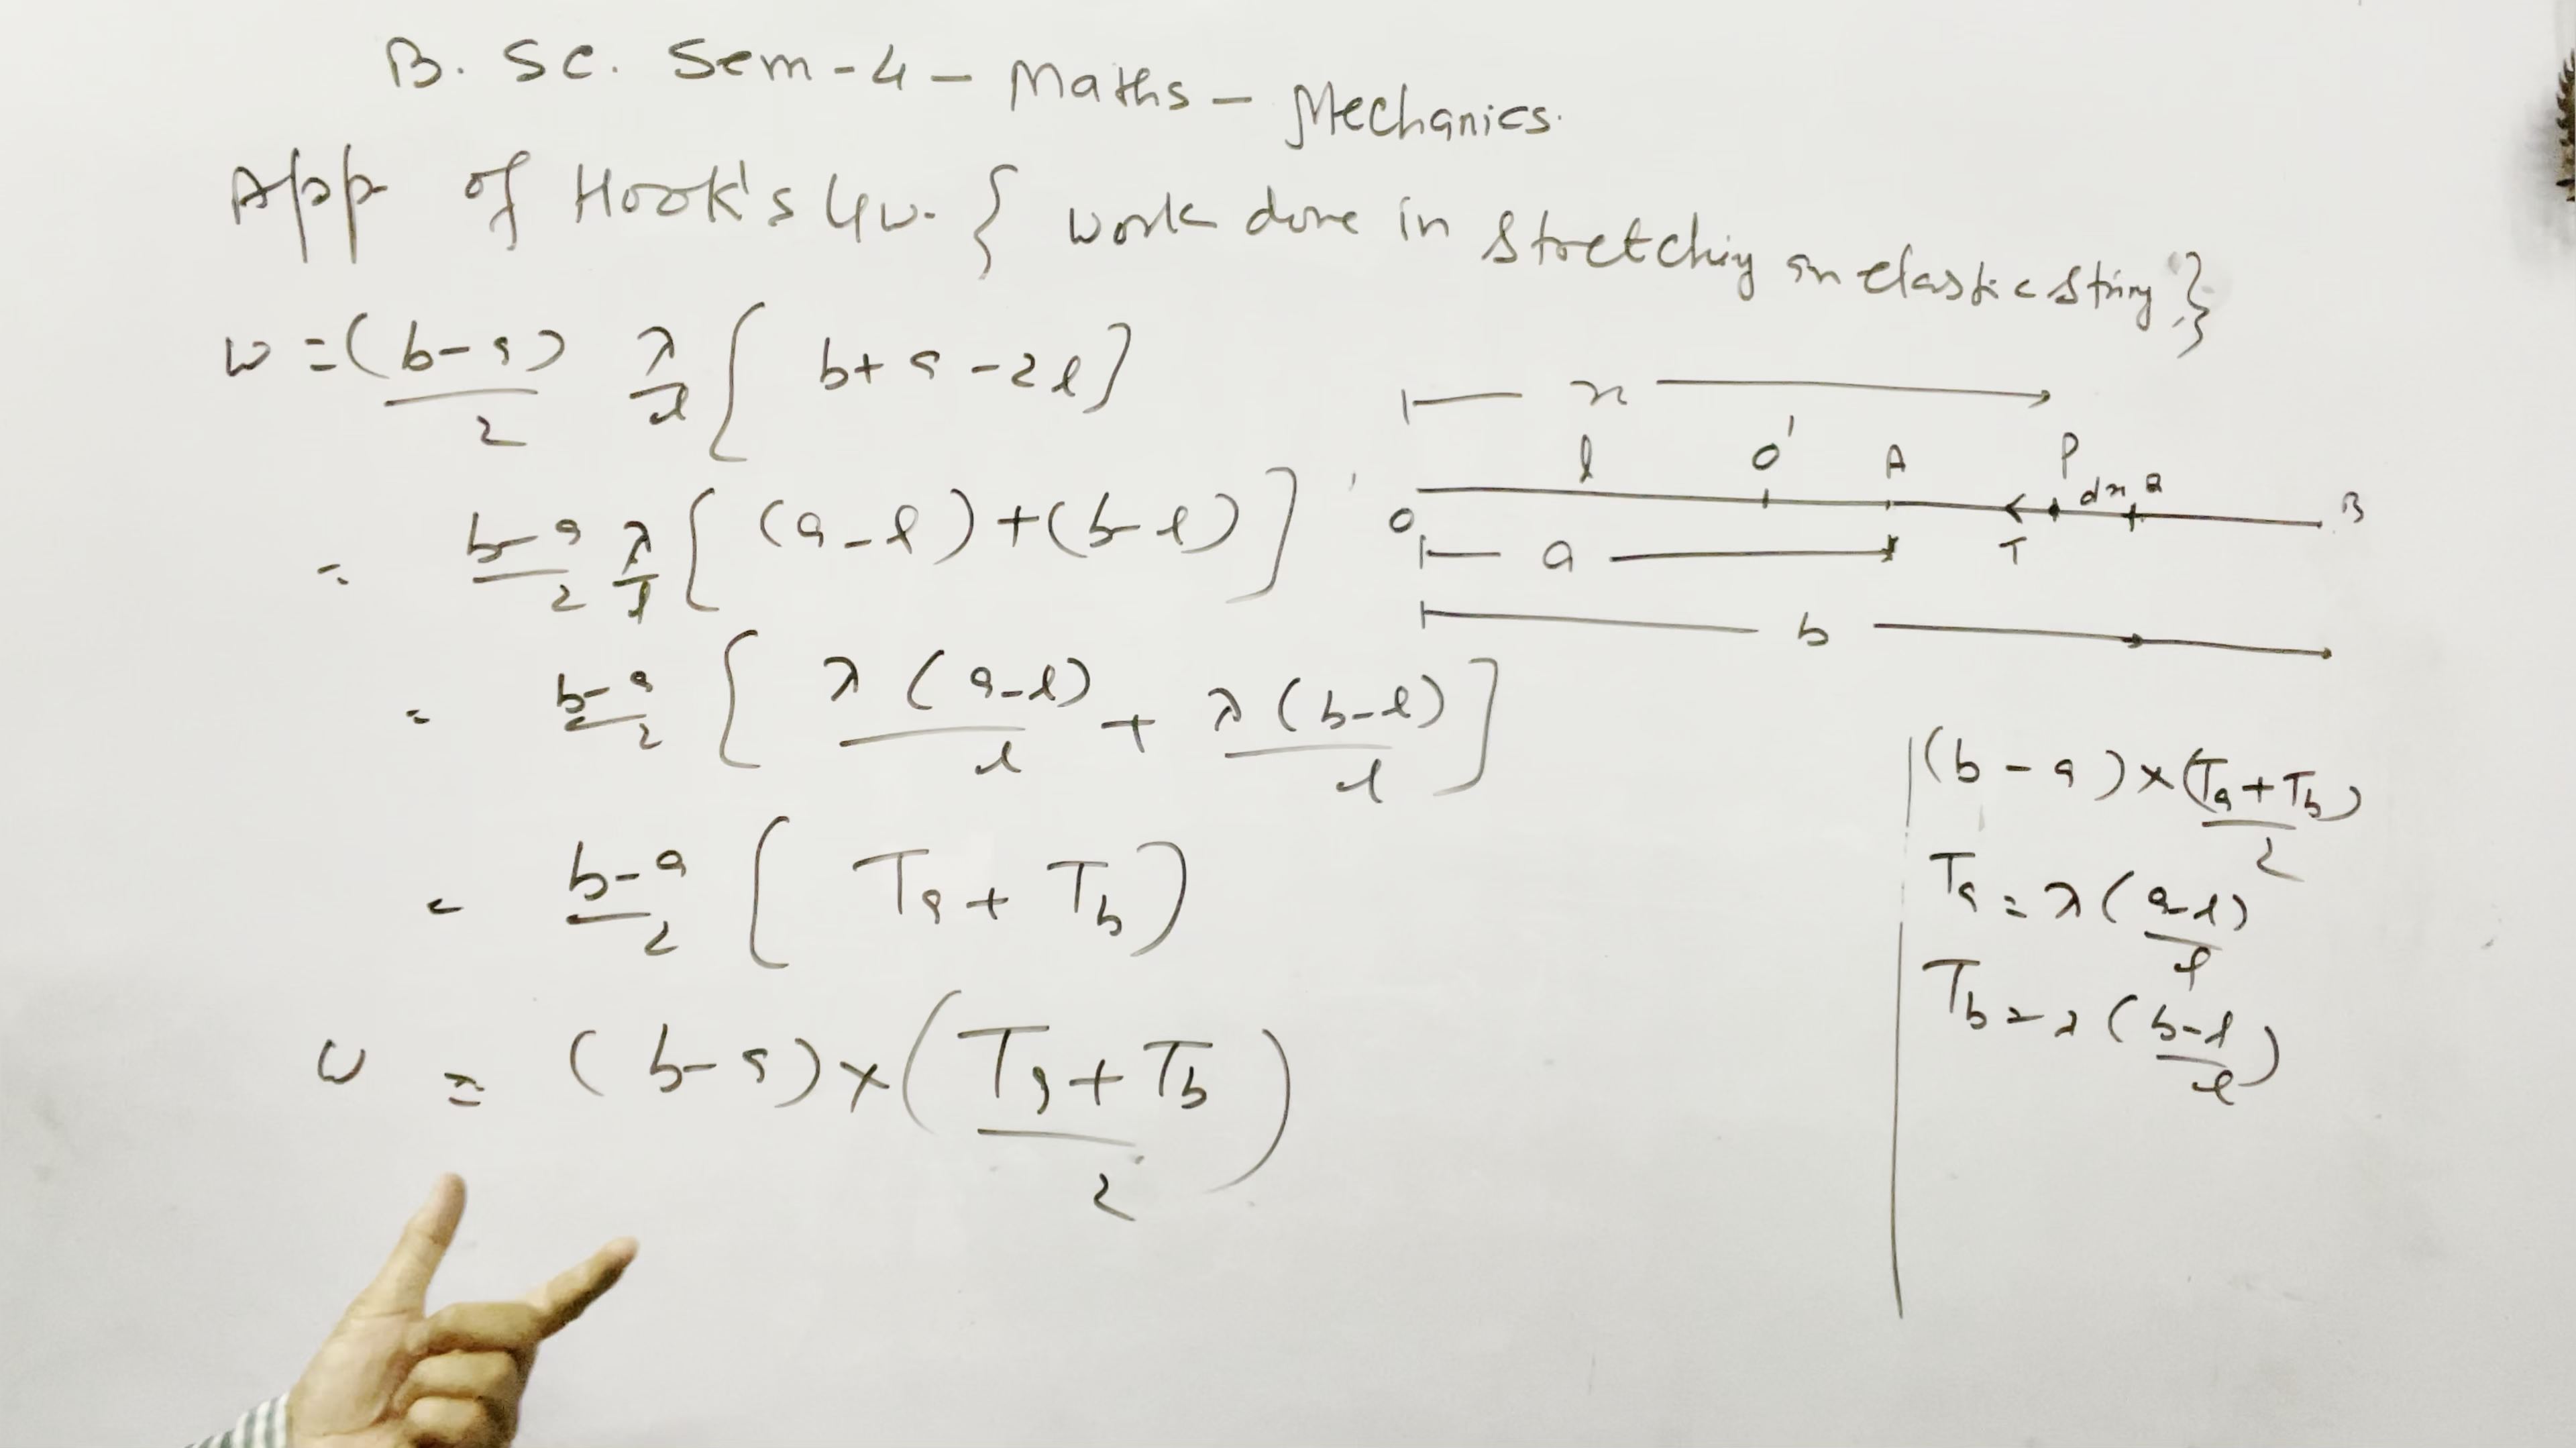 B. Sc. Sem-4 - Maths - Mechanics.
App of Hook's Law. { work done in stretching an elastic string }
w = (b-a)/2 λ/l [ b+a-2l ]
= b-a/2 λ/l [ (a-l)+(b-l) ]
= b-a/2 [ λ(a-l)/l + λ(b-l)/l ]
= b-a/2 [ Ta + Tb )
w = (b-a) × ( Ta + Tb / 2 )
x
l O' A P dx Q B
O T
a
b
(b-a) × (Ta+Tb)/2
Ta = λ(a-l)/l
Tb = λ(b-l/l)